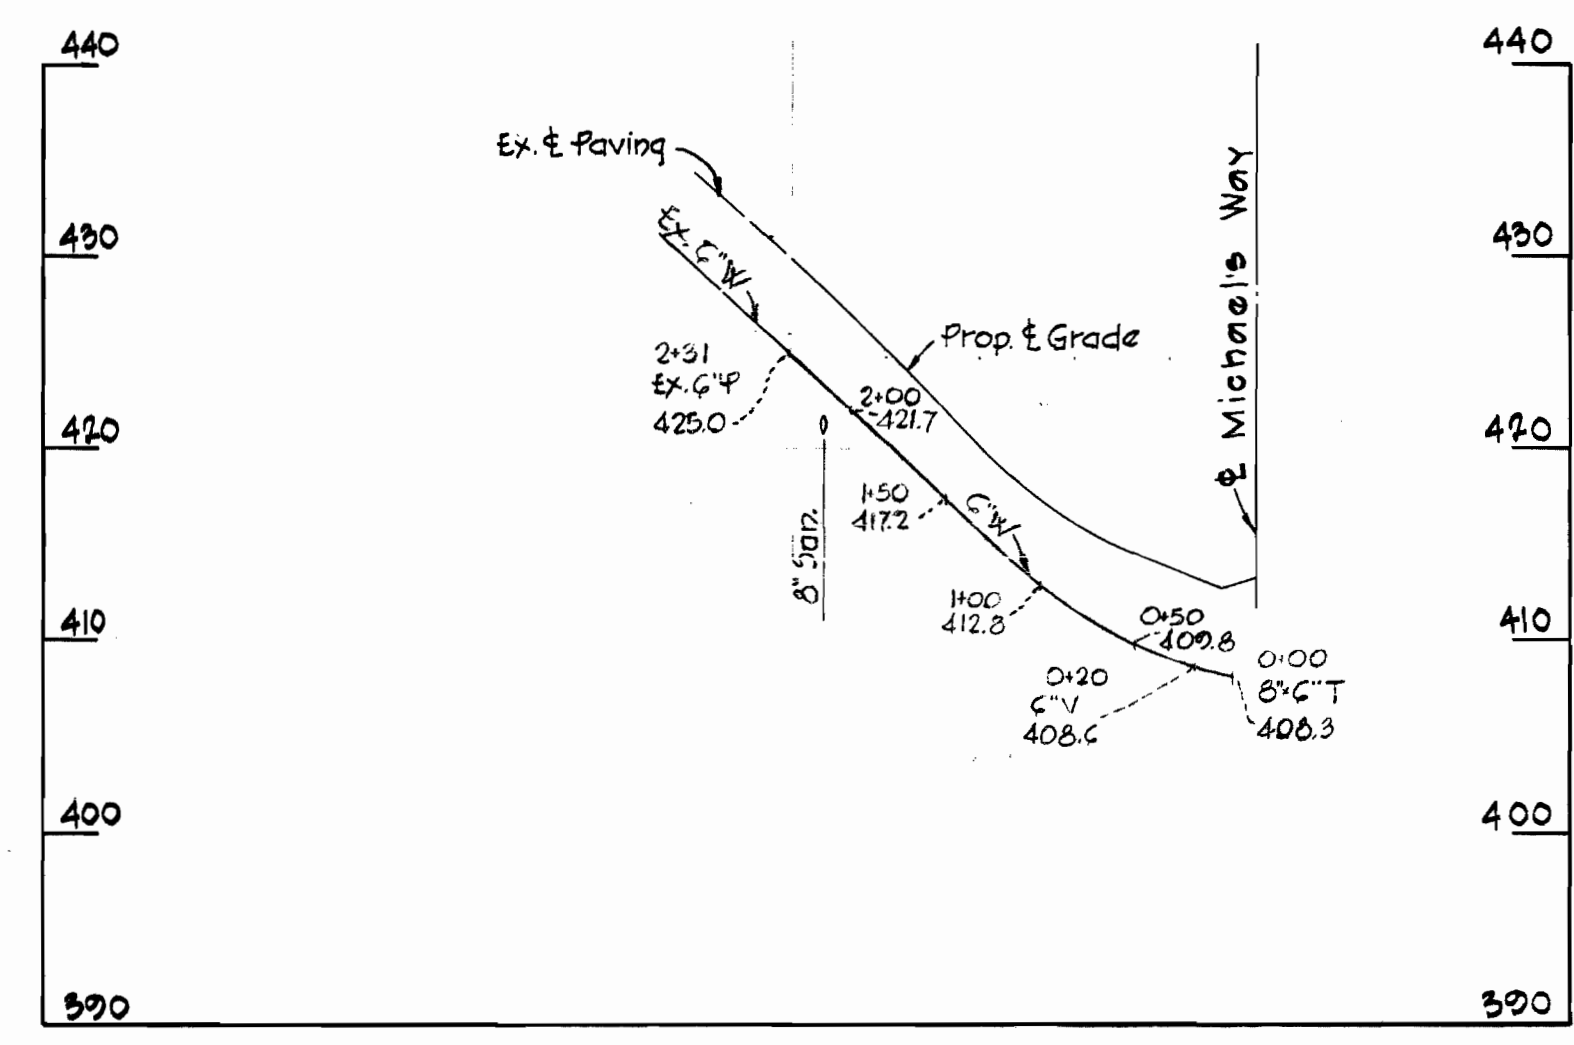 440
440
Ex. ℄ Paving
430
430
Ex. 6"W
℄ Michael's Way
Prop. ℄ Grade
2+31
Ex. 6"P
425.0
2+00
421.7
420
420
1+50
417.2
6"W
8" San.
1+00
412.8
410
410
0+50
409.8
0+00
8"x6"T
408.3
0+20
6"V
408.6
400
400
390
390